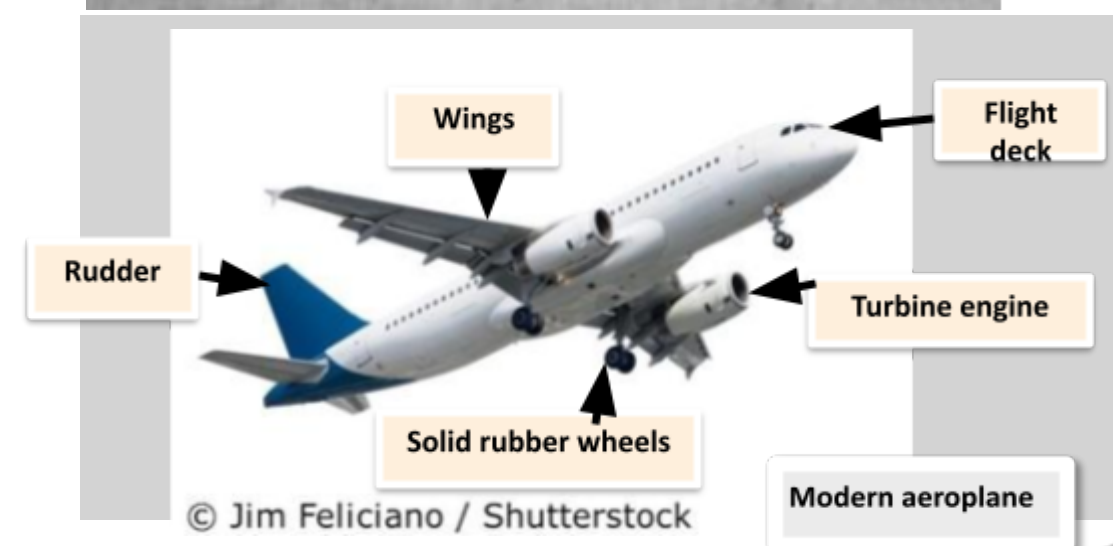 Wings
Flight
deck
Rudder
Turbine engine
Solid rubber wheels
Modern aeroplane
© Jim Feliciano / Shutterstock